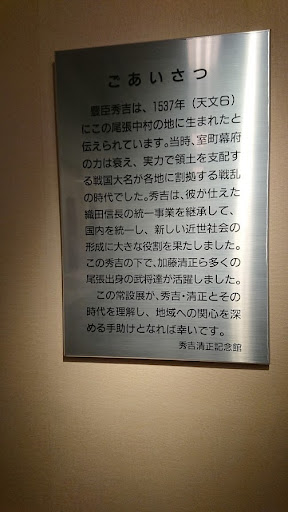 ごあいさつ
豊臣秀吉は、1537年（天文6）
にこの尾張中村の地に生まれたと
伝えられています。当時、室町幕府
の力は衰え、実力で領土を支配す
る戦国大名が各地に割拠する戦乱
の時代でした。秀吉は、彼が仕えた
織田信長の統一事業を継承して、
国内を統一し、新しい近世社会の
形成に大きな役割を果たしました。
この秀吉の下で、加藤清正ら多くの
尾張出身の武将達が活躍しました。
この常設展が、秀吉・清正とその
時代を理解し、地域への関心を深
める手助けとなれば幸いです。
秀吉清正記念館